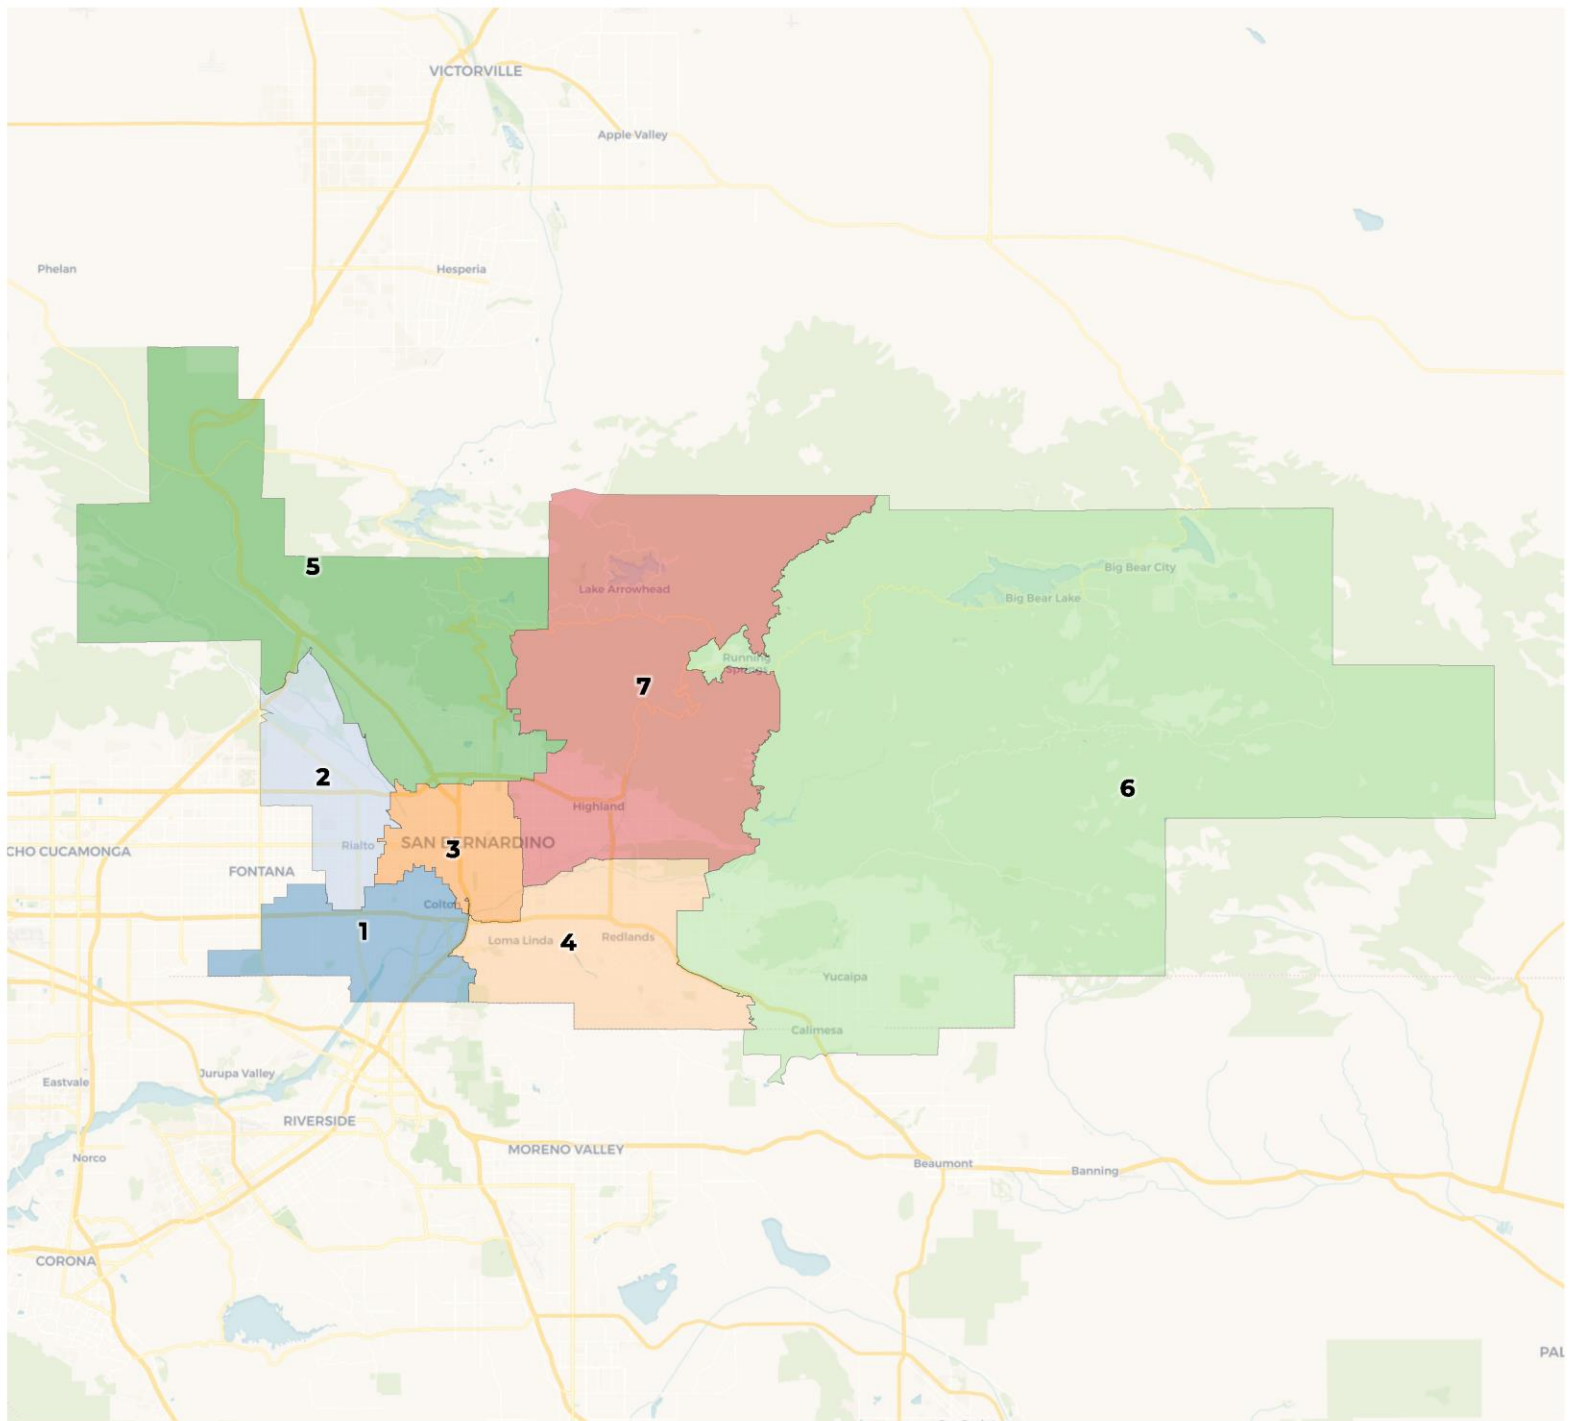 VICTORVILLE
Apple Valley
Phelan
Hesperia
5
Lake Arrowhead
Big Bear City
Big Bear Lake
Running
Springs
7
2
6
Highland
Rialto
SAN BERNARDINO
3
CHO CUCAMONGA
FONTANA
Colton
1
Loma Linda
4
Redlands
Yucaipa
Calimesa
Jurupa Valley
Eastvale
RIVERSIDE
MORENO VALLEY
Norco
Beaumont
Banning
CORONA
PAL